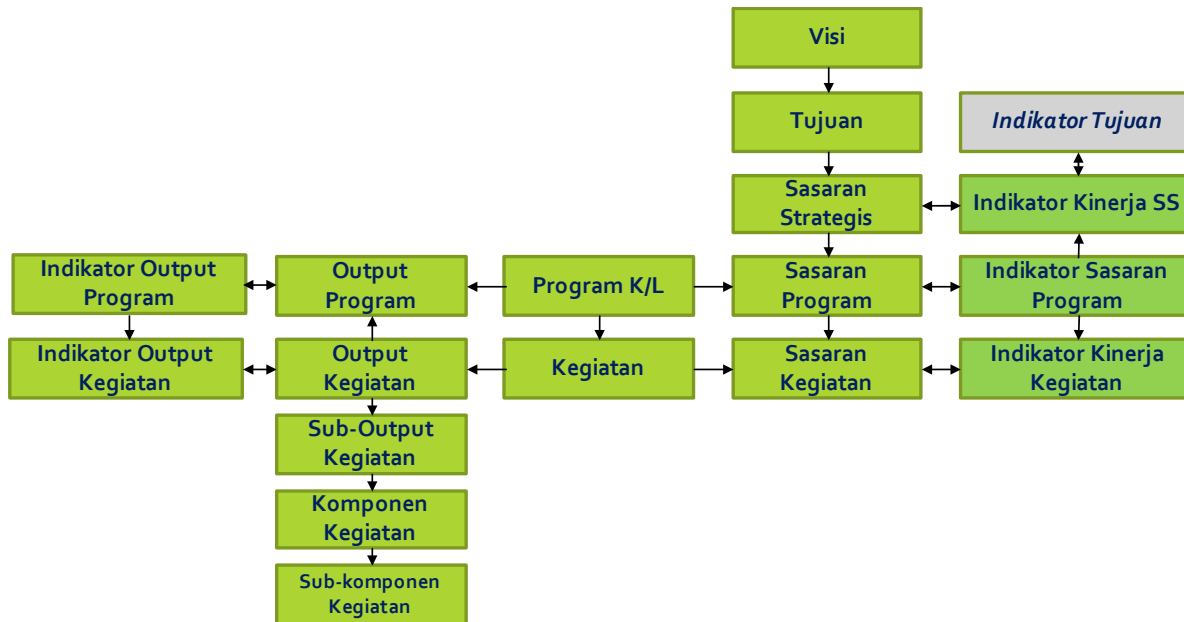 Visi
Tujuan
Indikator Tujuan
Sasaran
Strategis
Indikator Kinerja SS
Indikator Output
Program
Output
Program
Program K/L
Sasaran
Program
Indikator Sasaran
Program
Indikator Output
Kegiatan
Output
Kegiatan
Kegiatan
Sasaran
Kegiatan
Indikator Kinerja
Kegiatan
Sub-Output
Kegiatan
Komponen
Kegiatan
Sub-komponen
Kegiatan